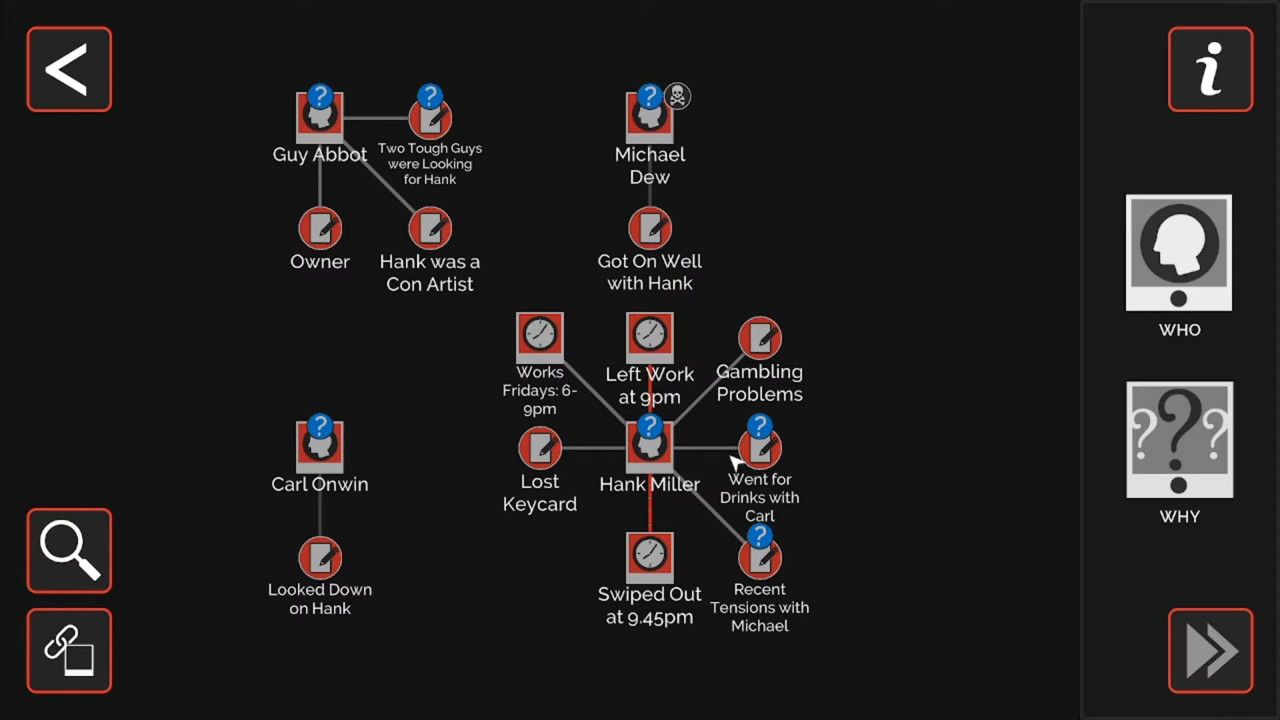 Guy Abbot
Two Tough Guys
were Looking
for Hank
Michael
Dew
Owner
Hank was a
Con Artist
Got On Well
with Hank
Works
Fridays: 6-
9pm
Left Work
at 9pm
Gambling
Problems
Carl Onwin
Lost
Keycard
Hank Miller
Went for
Drinks with
Carl
Looked Down
on Hank
Swiped Out
at 9.45pm
Recent
Tensions with
Michael
i
WHO
???
WHY